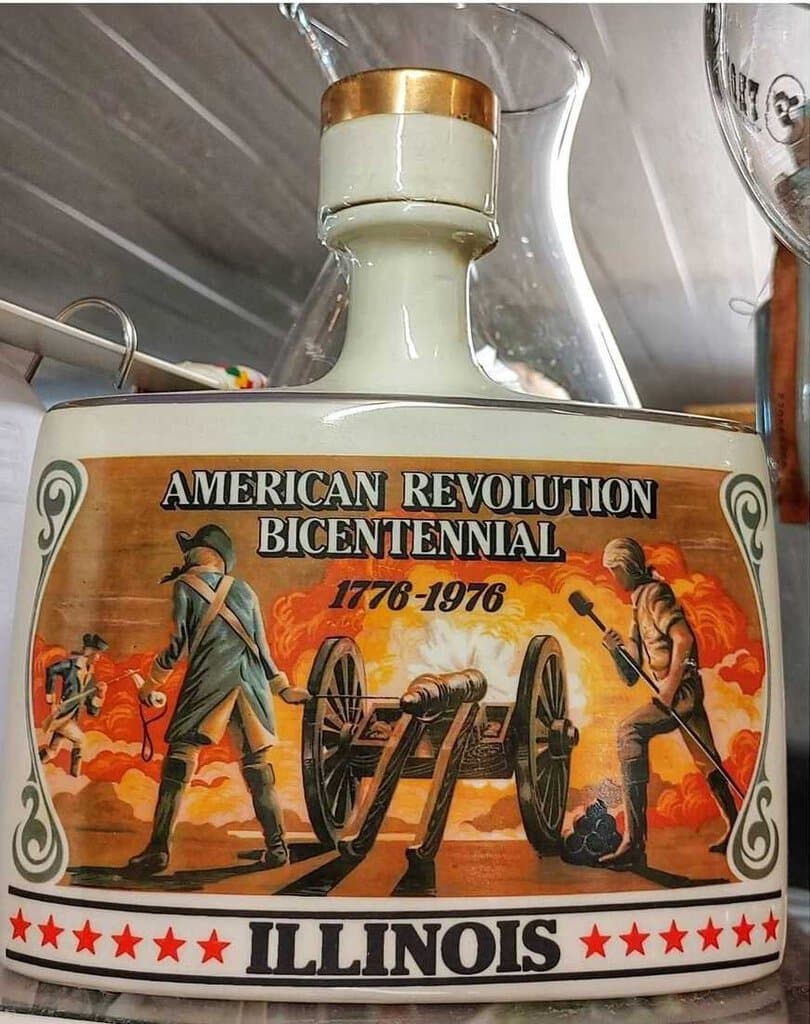 AMERICAN REVOLUTION
BICENTENNIAL
1776-1976
ILLINOIS